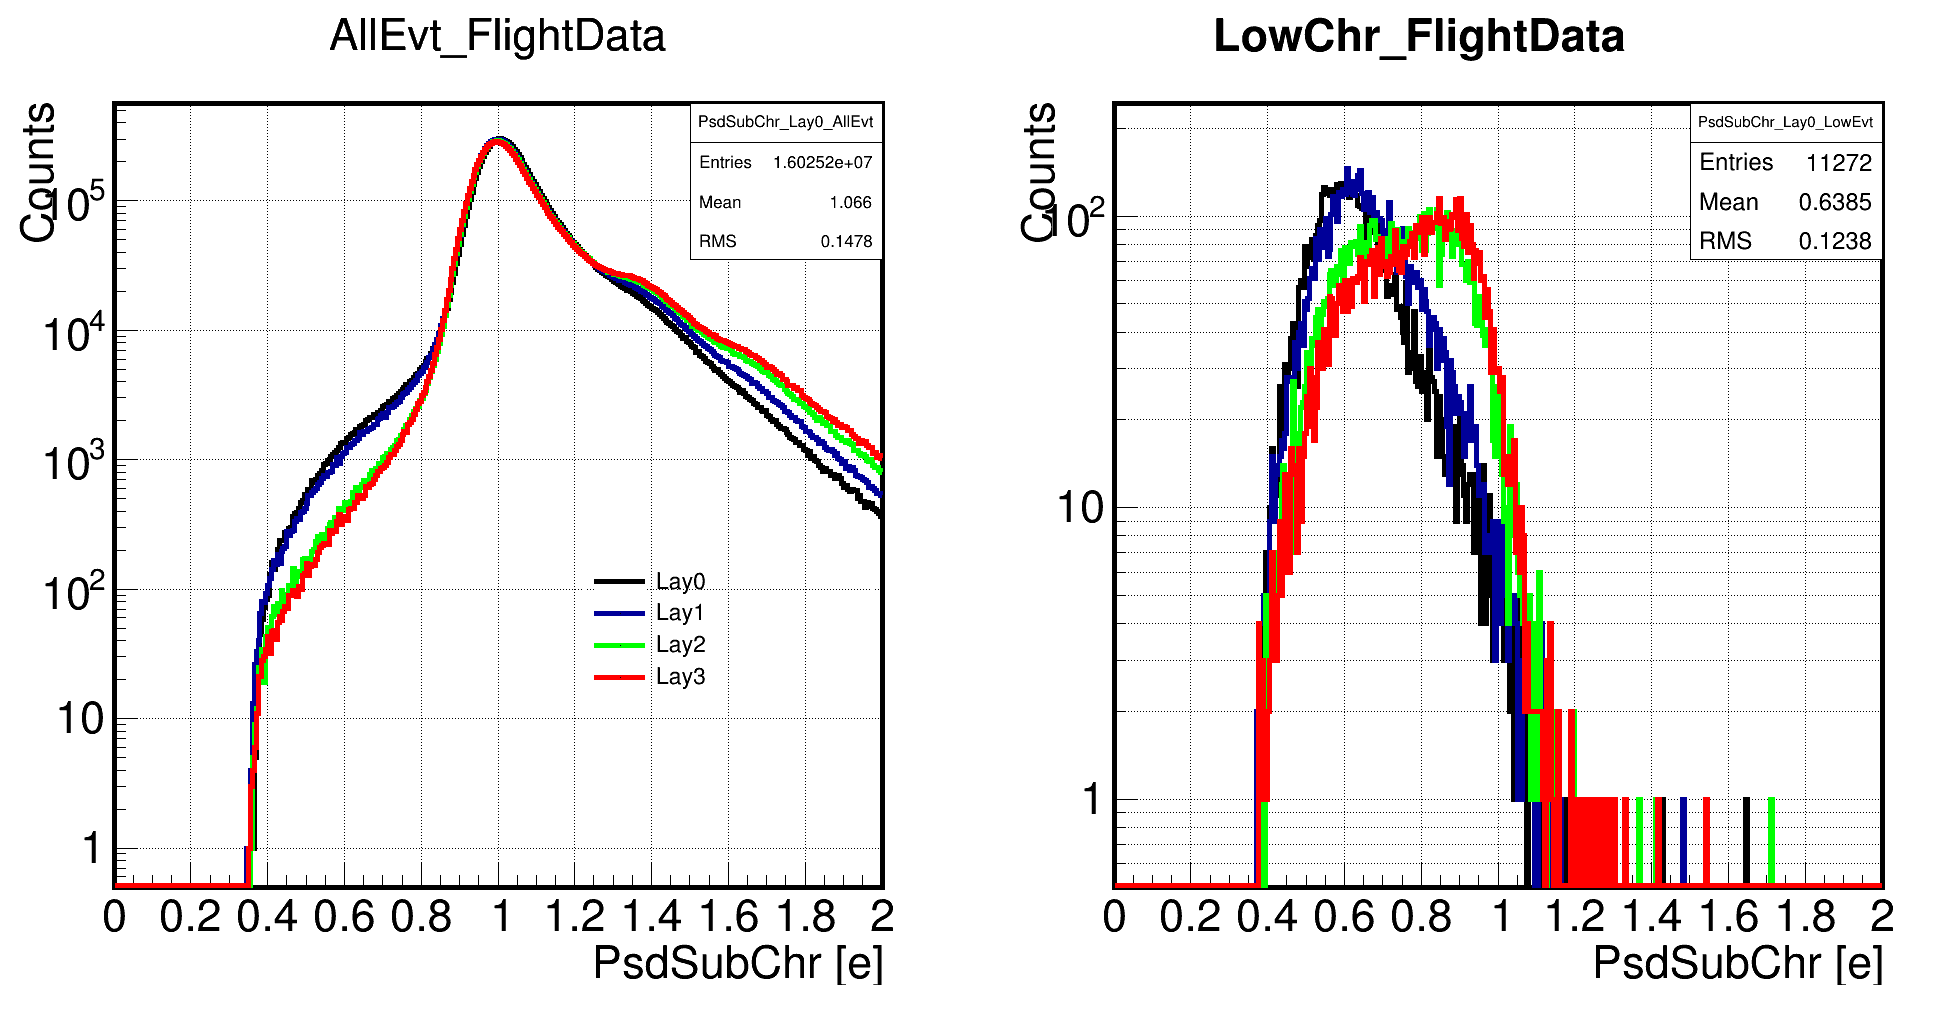 AllEvt_FlightData
Counts
PsdSubChr_Lay0_AllEvt
Entries 1.60252e+07
Mean 1.066
RMS 0.1478
10^5
10^4
10^3
10^2
10
1
Lay0
Lay1
Lay2
Lay3
0 0.2 0.4 0.6 0.8 1 1.2 1.4 1.6 1.8 2
PsdSubChr [e]
LowChr_FlightData
Counts
PsdSubChr_Lay0_LowEvt
Entries 11272
Mean 0.6385
RMS 0.1238
10^2
10
1
0 0.2 0.4 0.6 0.8 1 1.2 1.4 1.6 1.8 2
PsdSubChr [e]